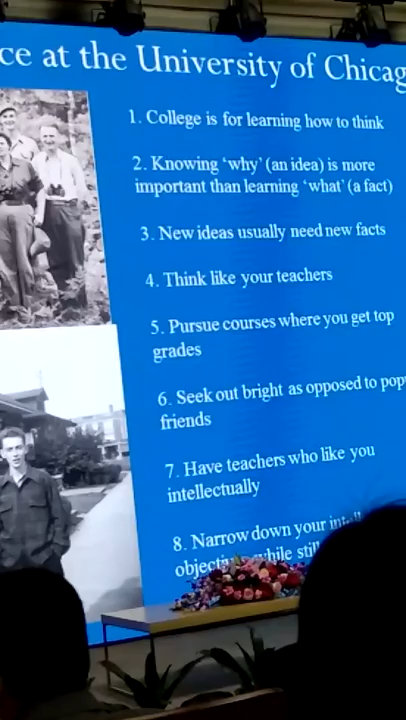 ce at the University of Chicag
1. College is for learning how to think
2. Knowing ‘why’ (an idea) is more
important than learning ‘what’ (a fact)
3. New ideas usually need new facts
4. Think like your teachers
5. Pursue courses where you get top
grades
6. Seek out bright as opposed to pop
friends
7. Have teachers who like you
intellectually
8. Narrow down your
while still